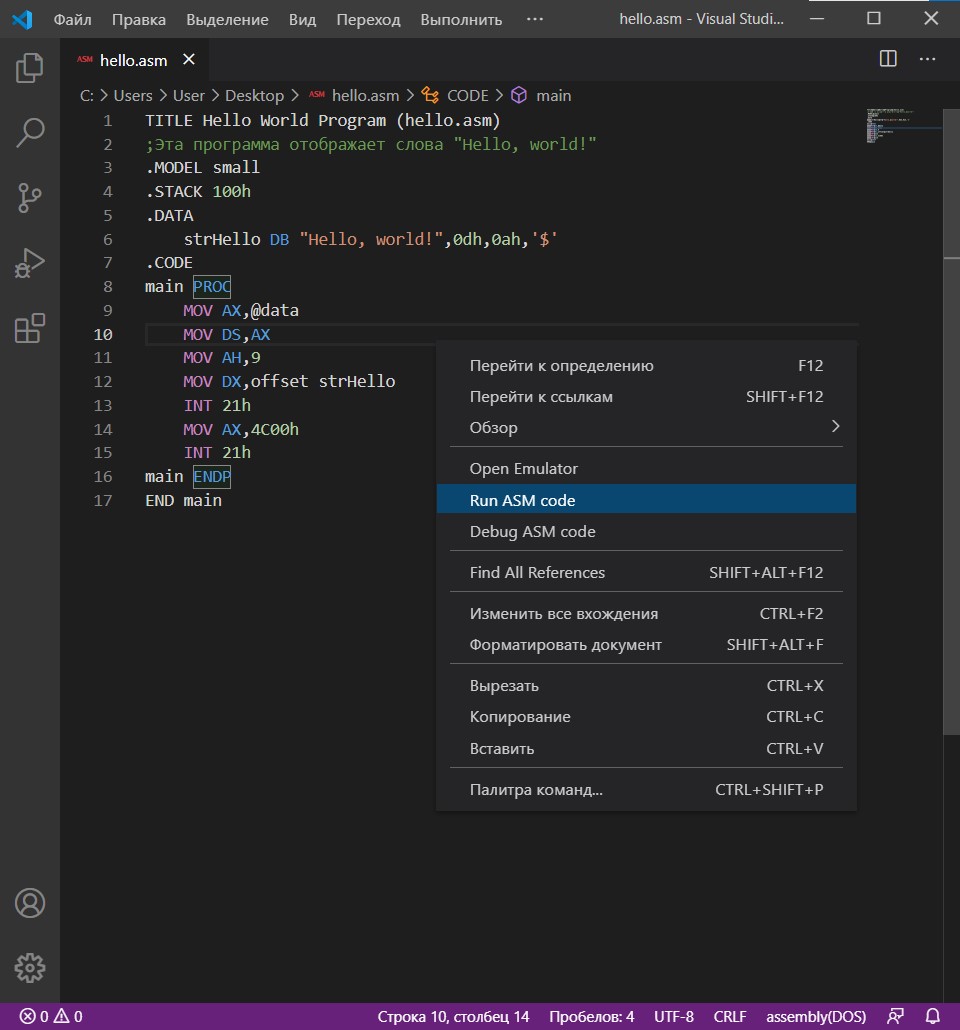 Файл Правка Выделение Вид Переход Выполнить ··· hello.asm - Visual Studi...
ASM hello.asm
C: > Users > User > Desktop > ASM hello.asm > CODE > main
1 TITLE Hello World Program (hello.asm)
2 ;Эта программа отображает слова "Hello, world!"
3 .MODEL small
4 .STACK 100h
5 .DATA
6 strHello DB "Hello, world!",0dh,0ah,'$'
7 .CODE
8 main PROC
9 MOV AX,@data
10 MOV DS,AX
11 MOV AH,9
12 MOV DX,offset strHello
13 INT 21h
14 MOV AX,4C00h
15 INT 21h
16 main ENDP
17 END main
Перейти к определению F12
Перейти к ссылкам SHIFT+F12
Обзор
Open Emulator
Run ASM code
Debug ASM code
Find All References SHIFT+ALT+F12
Изменить все вхождения CTRL+F2
Форматировать документ SHIFT+ALT+F
Вырезать CTRL+X
Копирование CTRL+C
Вставить CTRL+V
Палитра команд... CTRL+SHIFT+P
0 0 Строка 10, столбец 14 Пробелов: 4 UTF-8 CRLF assembly(DOS)